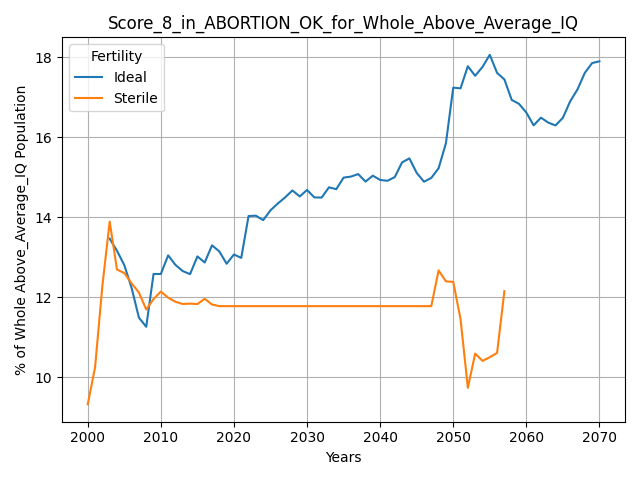 Score_8_in_ABORTION_OK_for_Whole_Above_Average_IQ
Fertility
Ideal
Sterile
% of Whole Above_Average_IQ Population
18
16
14
12
10
2000 2010 2020 2030 2040 2050 2060 2070
Years